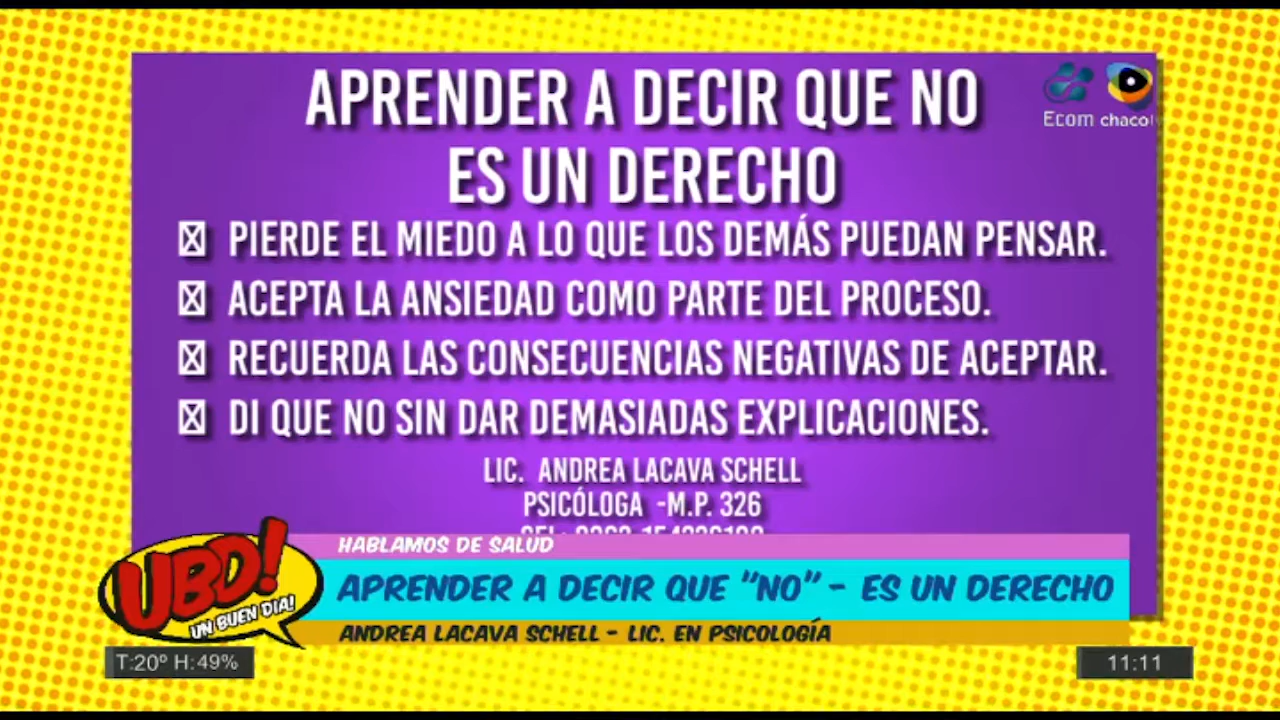 APRENDER A DECIR QUE NO
ES UN DERECHO
Ecom chaco
PIERDE EL MIEDO A LO QUE LOS DEMÁS PUEDAN PENSAR.
ACEPTA LA ANSIEDAD COMO PARTE DEL PROCESO.
RECUERDA LAS CONSECUENCIAS NEGATIVAS DE ACEPTAR.
DI QUE NO SIN DAR DEMASIADAS EXPLICACIONES.
LIC. ANDREA LACAVA SCHELL
PSICÓLOGA -M.P. 326
HABLAMOS DE SALUD
APRENDER A DECIR QUE "NO" - ES UN DERECHO
ANDREA LACAVA SCHELL - LIC. EN PSICOLOGÍA
UBD!
UN BUEN DIA!
T:20º H:49%
11:11